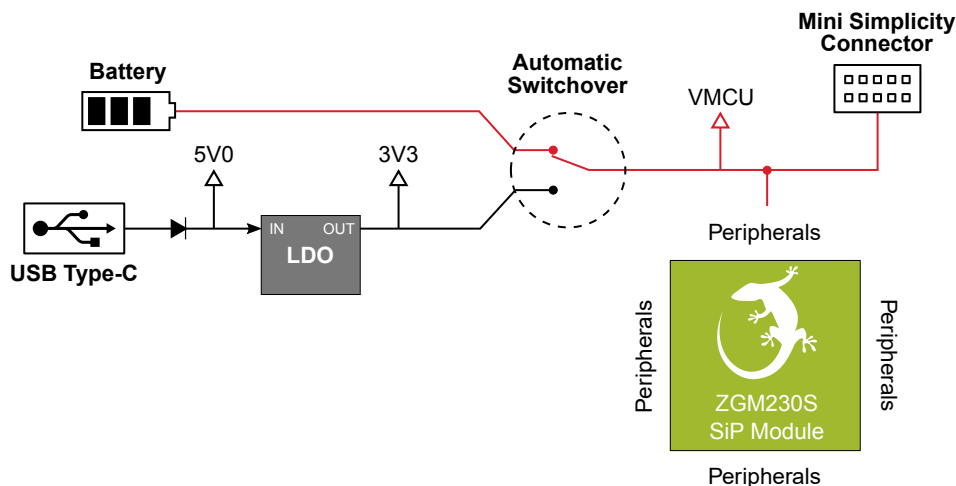 Mini Simplicity
Connector
Battery
Automatic
Switchover
VMCU
5V0
3V3
IN OUT
LDO
USB Type-C
Peripherals
Peripherals
Peripherals
ZGM230S
SiP Module
Peripherals